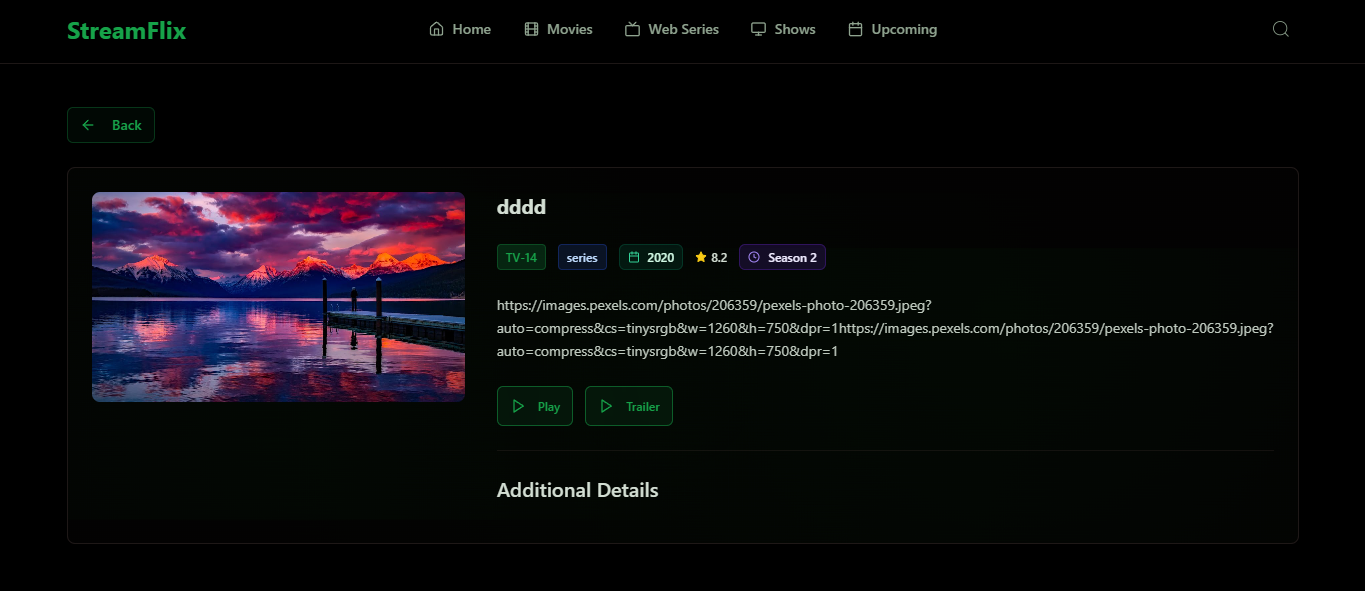 StreamFlix
Home
Movies
Web Series
Shows
Upcoming
Back
dddd
TV-14
series
2020
8.2
Season 2
https://images.pexels.com/photos/206359/pexels-photo-206359.jpeg?
auto=compress&cs=tinysrgb&w=1260&h=750&dpr=1https://images.pexels.com/photos/206359/pexels-photo-206359.jpeg?
auto=compress&cs=tinysrgb&w=1260&h=750&dpr=1
Play
Trailer
Additional Details